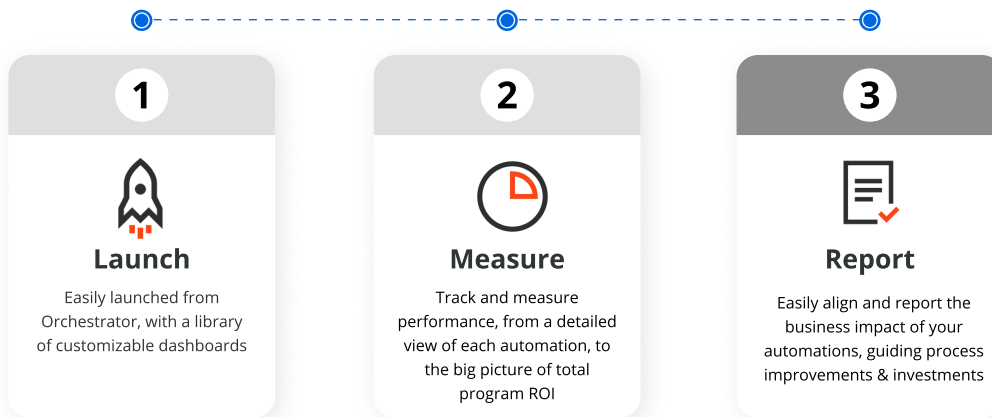 1
Launch
Easily launched from
Orchestrator, with a library
of customizable dashboards
2
Measure
Track and measure
performance, from a detailed
view of each automation, to
the big picture of total
program ROI
3
Report
Easily align and report the
business impact of your
automations, guiding process
improvements & investments